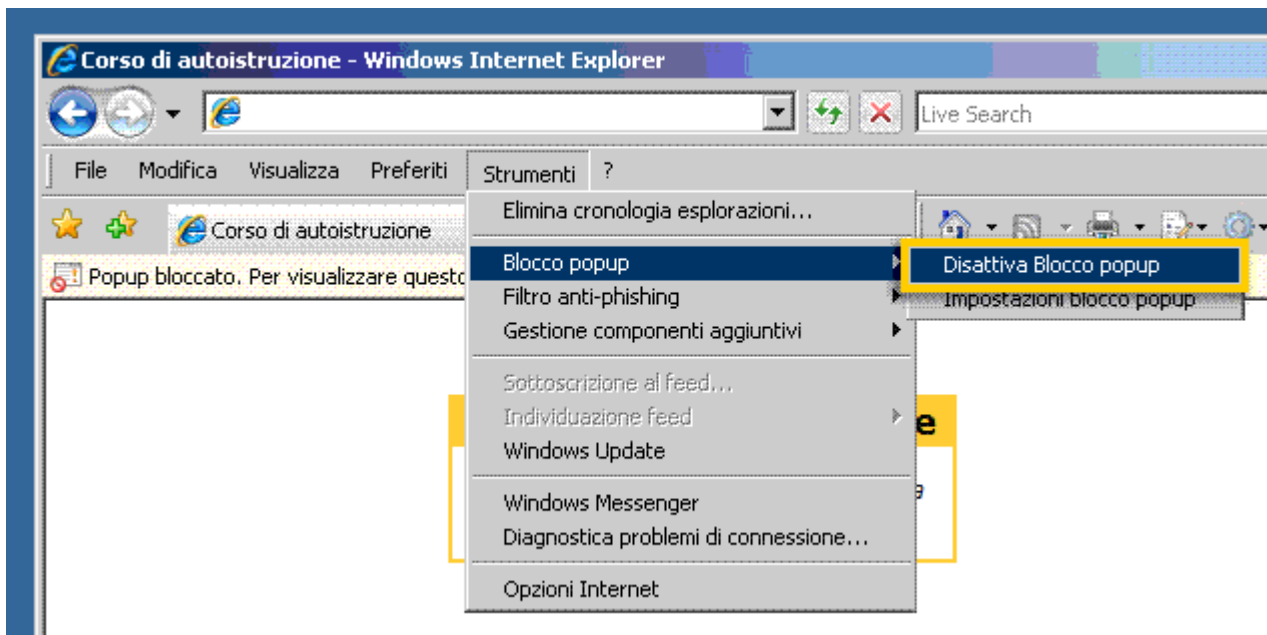 Corso di autoistruzione - Windows Internet Explorer
Live Search
File Modifica Visualizza Preferiti Strumenti ?
Corso di autoistruzione
Popup bloccato. Per visualizzare questo
Elimina cronologia esplorazioni...
Blocco popup
Disattiva Blocco popup
Filtro anti-phishing
Impostazioni blocco popup
Gestione componenti aggiuntivi
Sottoscrizione al feed...
Individuazione feed
Windows Update
Windows Messenger
Diagnostica problemi di connessione...
Opzioni Internet